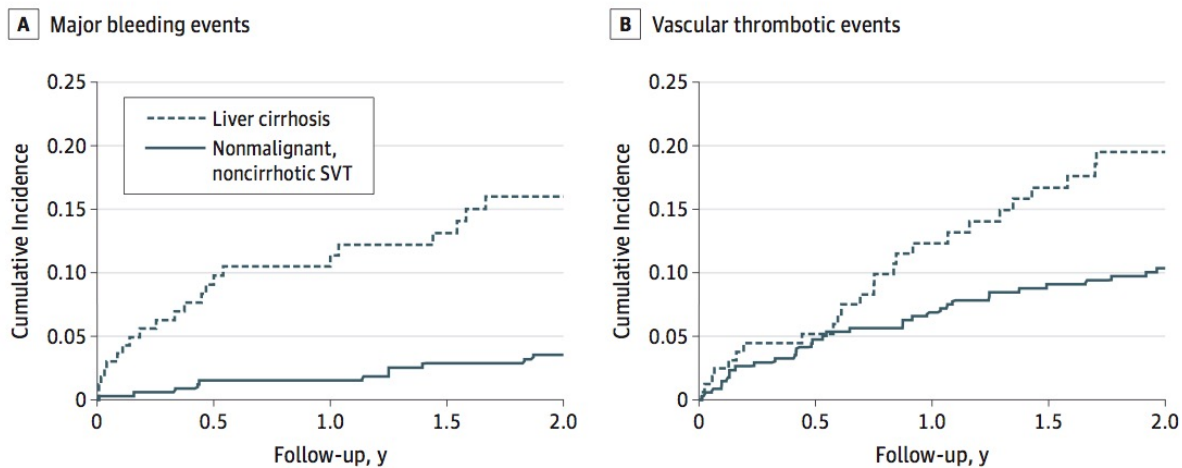 A Major bleeding events
0.25
0.20
0.15
0.10
0.05
0
Cumulative Incidence
Liver cirrhosis
Nonmalignant,
noncirrhotic SVT
0 0.5 1.0 1.5 2.0
Follow-up, y
B Vascular thrombotic events
0.25
0.20
0.15
0.10
0.05
0
Cumulative Incidence
0 0.5 1.0 1.5 2.0
Follow-up, y